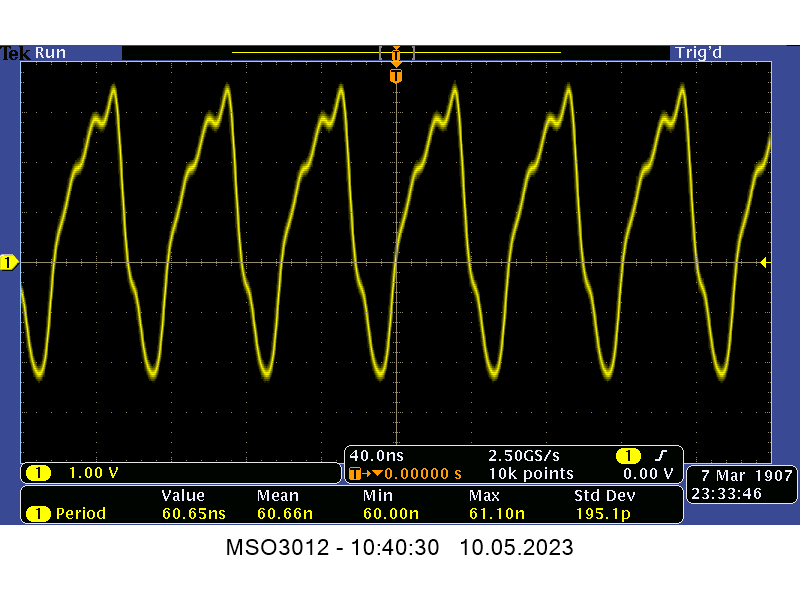 Tek Run Trig'd
T
T
1
40.0ns 2.50GS/s 1
1 1.00 V T→▼0.00000 s 10k points 0.00 V
7 Mar 1907
23:33:46
Value Mean Min Max Std Dev
1 Period 60.65ns 60.66n 60.00n 61.10n 195.1p
MSO3012 - 10:40:30 10.05.2023